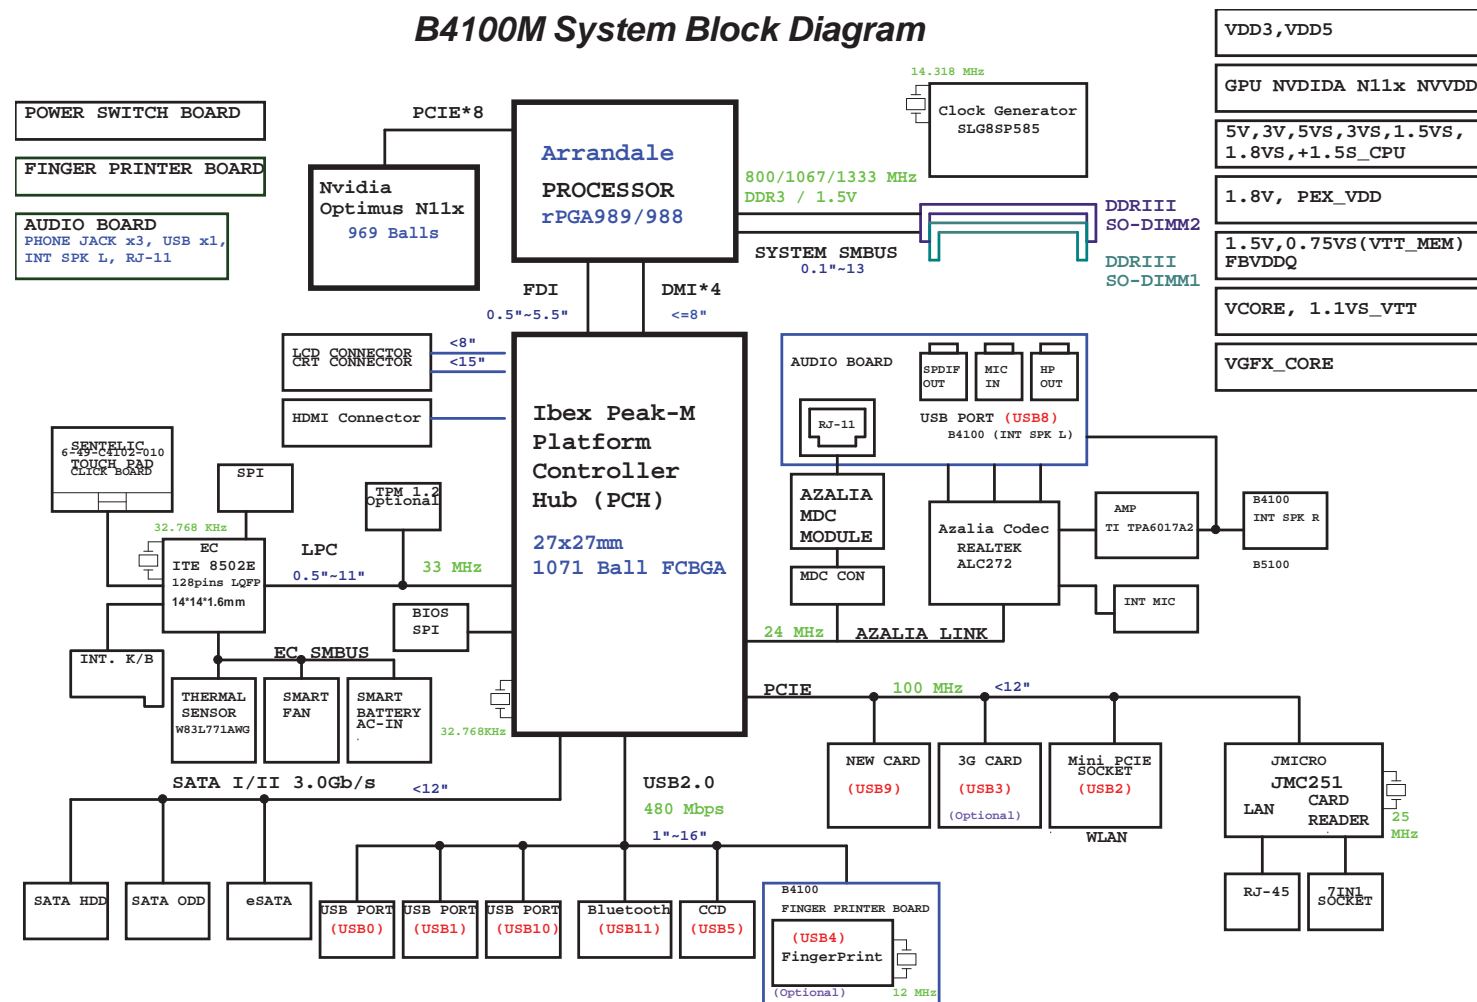 B4100M System Block Diagram
VDD3,VDD5
GPU NVDIDA N11x NVVDD
5V,3V,5VS,3VS,1.5VS,
1.8VS,+1.5S_CPU
1.8V, PEX_VDD
1.5V,0.75VS(VTT_MEM)
FBVDDQ
VCORE, 1.1VS_VTT
VGFX_CORE
POWER SWITCH BOARD
FINGER PRINTER BOARD
AUDIO BOARD
PHONE JACK x3, USB x1,
INT SPK L, RJ-11
PCIE*8
Nvidia
Optimus N11x
969 Balls
Arrandale
PROCESSOR
rPGA989/988
14.318 MHz
Clock Generator
SLG8SP585
800/1067/1333 MHz
DDR3 / 1.5V
SYSTEM SMBUS
0.1"~13
DDRIII
SO-DIMM2
DDRIII
SO-DIMM1
FDI
0.5"~5.5"
DMI*4
<=8"
LCD CONNECTOR
CRT CONNECTOR
<8"
<15"
HDMI Connector
Ibex Peak-M
Platform
Controller
Hub (PCH)
27x27mm
1071 Ball FCBGA
AUDIO BOARD
SPDIF
OUT
MIC
IN
HP
OUT
RJ-11
USB PORT (USB8)
B4100 (INT SPK L)
SENTELIC
6-49-C4102-010
TOUCH PAD
CLICK BOARD
SPI
TPM 1.2
Optional
32.768 KHz
EC
ITE 8502E
128pins LQFP
14*14*1.6mm
LPC
0.5"~11"
33 MHz
BIOS
SPI
AZALIA
MDC
MODULE
MDC CON
Azalia Codec
REALTEK
ALC272
AMP
TI TPA6017A2
B4100
INT SPK R
B5100
INT MIC
24 MHz
AZALIA LINK
INT. K/B
EC SMBUS
THERMAL
SENSOR
W83L771AWG
SMART
FAN
SMART
BATTERY
AC-IN
32.768KHz
PCIE
100 MHz
<12"
NEW CARD
(USB9)
3G CARD
(USB3)
(Optional)
Mini PCIE
SOCKET
(USB2)
WLAN
JMICRO
JMC251
LAN
CARD
READER
25
MHz
RJ-45
7IN1
SOCKET
SATA I/II 3.0Gb/s
<12"
USB2.0
480 Mbps
1"~16"
SATA HDD
SATA ODD
eSATA
USB PORT
(USB0)
USB PORT
(USB1)
USB PORT
(USB10)
Bluetooth
(USB11)
CCD
(USB5)
B4100
FINGER PRINTER BOARD
(USB4)
FingerPrint
(Optional)
12 MHz